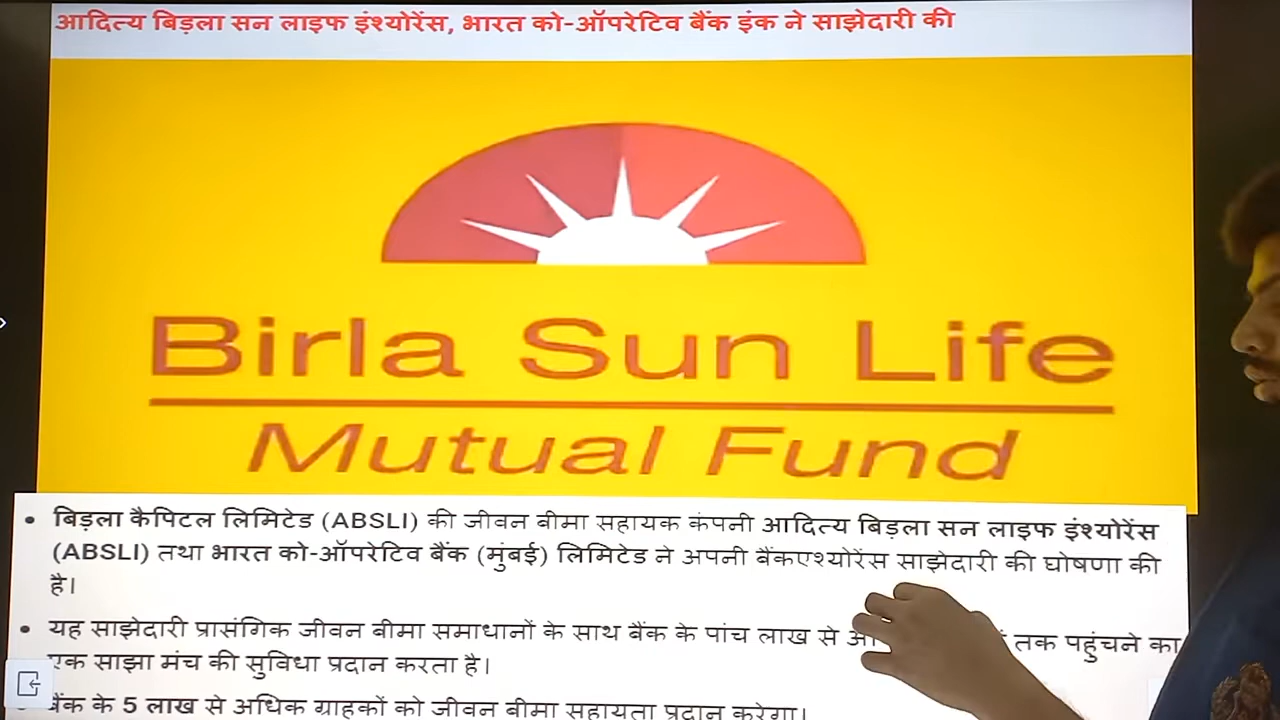 आदित्य बिड़ला सन लाइफ इंश्योरेंस, भारत को-ऑपरेटिव बैंक इंक ने साझेदारी की
Birla Sun Life
Mutual Fund
• बिड़ला कैपिटल लिमिटेड (ABSLI) की जीवन बीमा सहायक कंपनी आदित्य बिड़ला सन लाइफ इंश्योरेंस
(ABSLI) तथा भारत को-ऑपरेटिव बैंक (मुंबई) लिमिटेड ने अपनी बैंकएश्योरेंस साझेदारी की घोषणा की
है।
• यह साझेदारी प्रासंगिक जीवन बीमा समाधानों के साथ बैंक के पांच लाख से तक पहुंचने का
एक साझा मंच की सुविधा प्रदान करता है।
बैंक के 5 लाख से अधिक ग्राहकों को जीवन बीमा सहायता प्रदान करेगा।